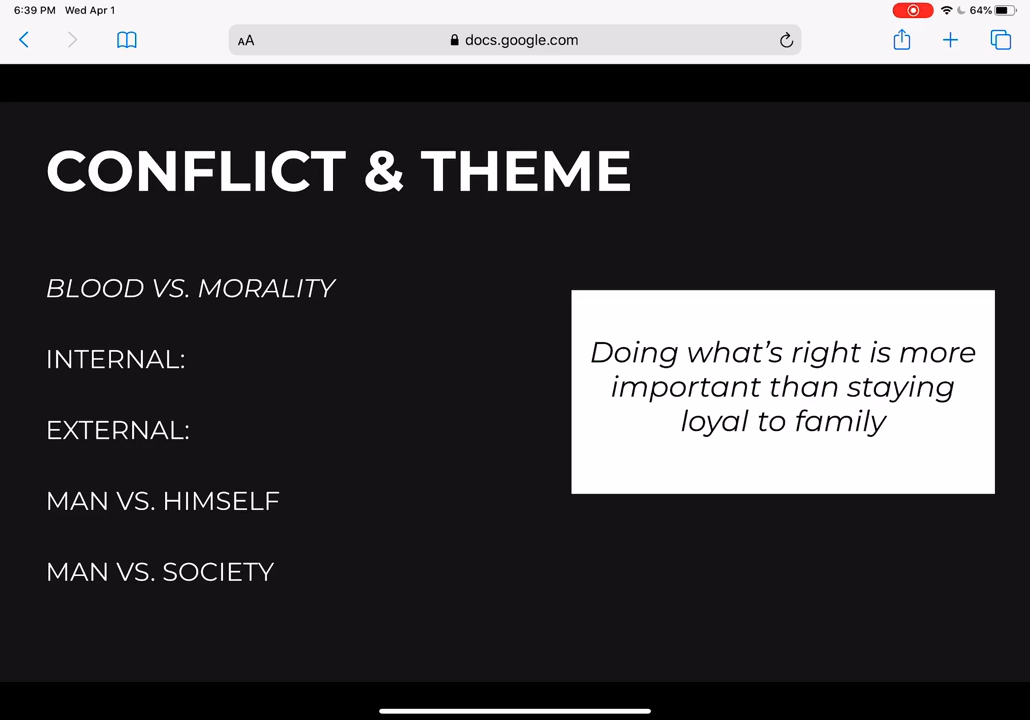 6:39 PM Wed Apr 1
64%
AA
docs.google.com
CONFLICT & THEME
BLOOD VS. MORALITY
INTERNAL:
EXTERNAL:
MAN VS. HIMSELF
MAN VS. SOCIETY
Doing what’s right is more
important than staying
loyal to family